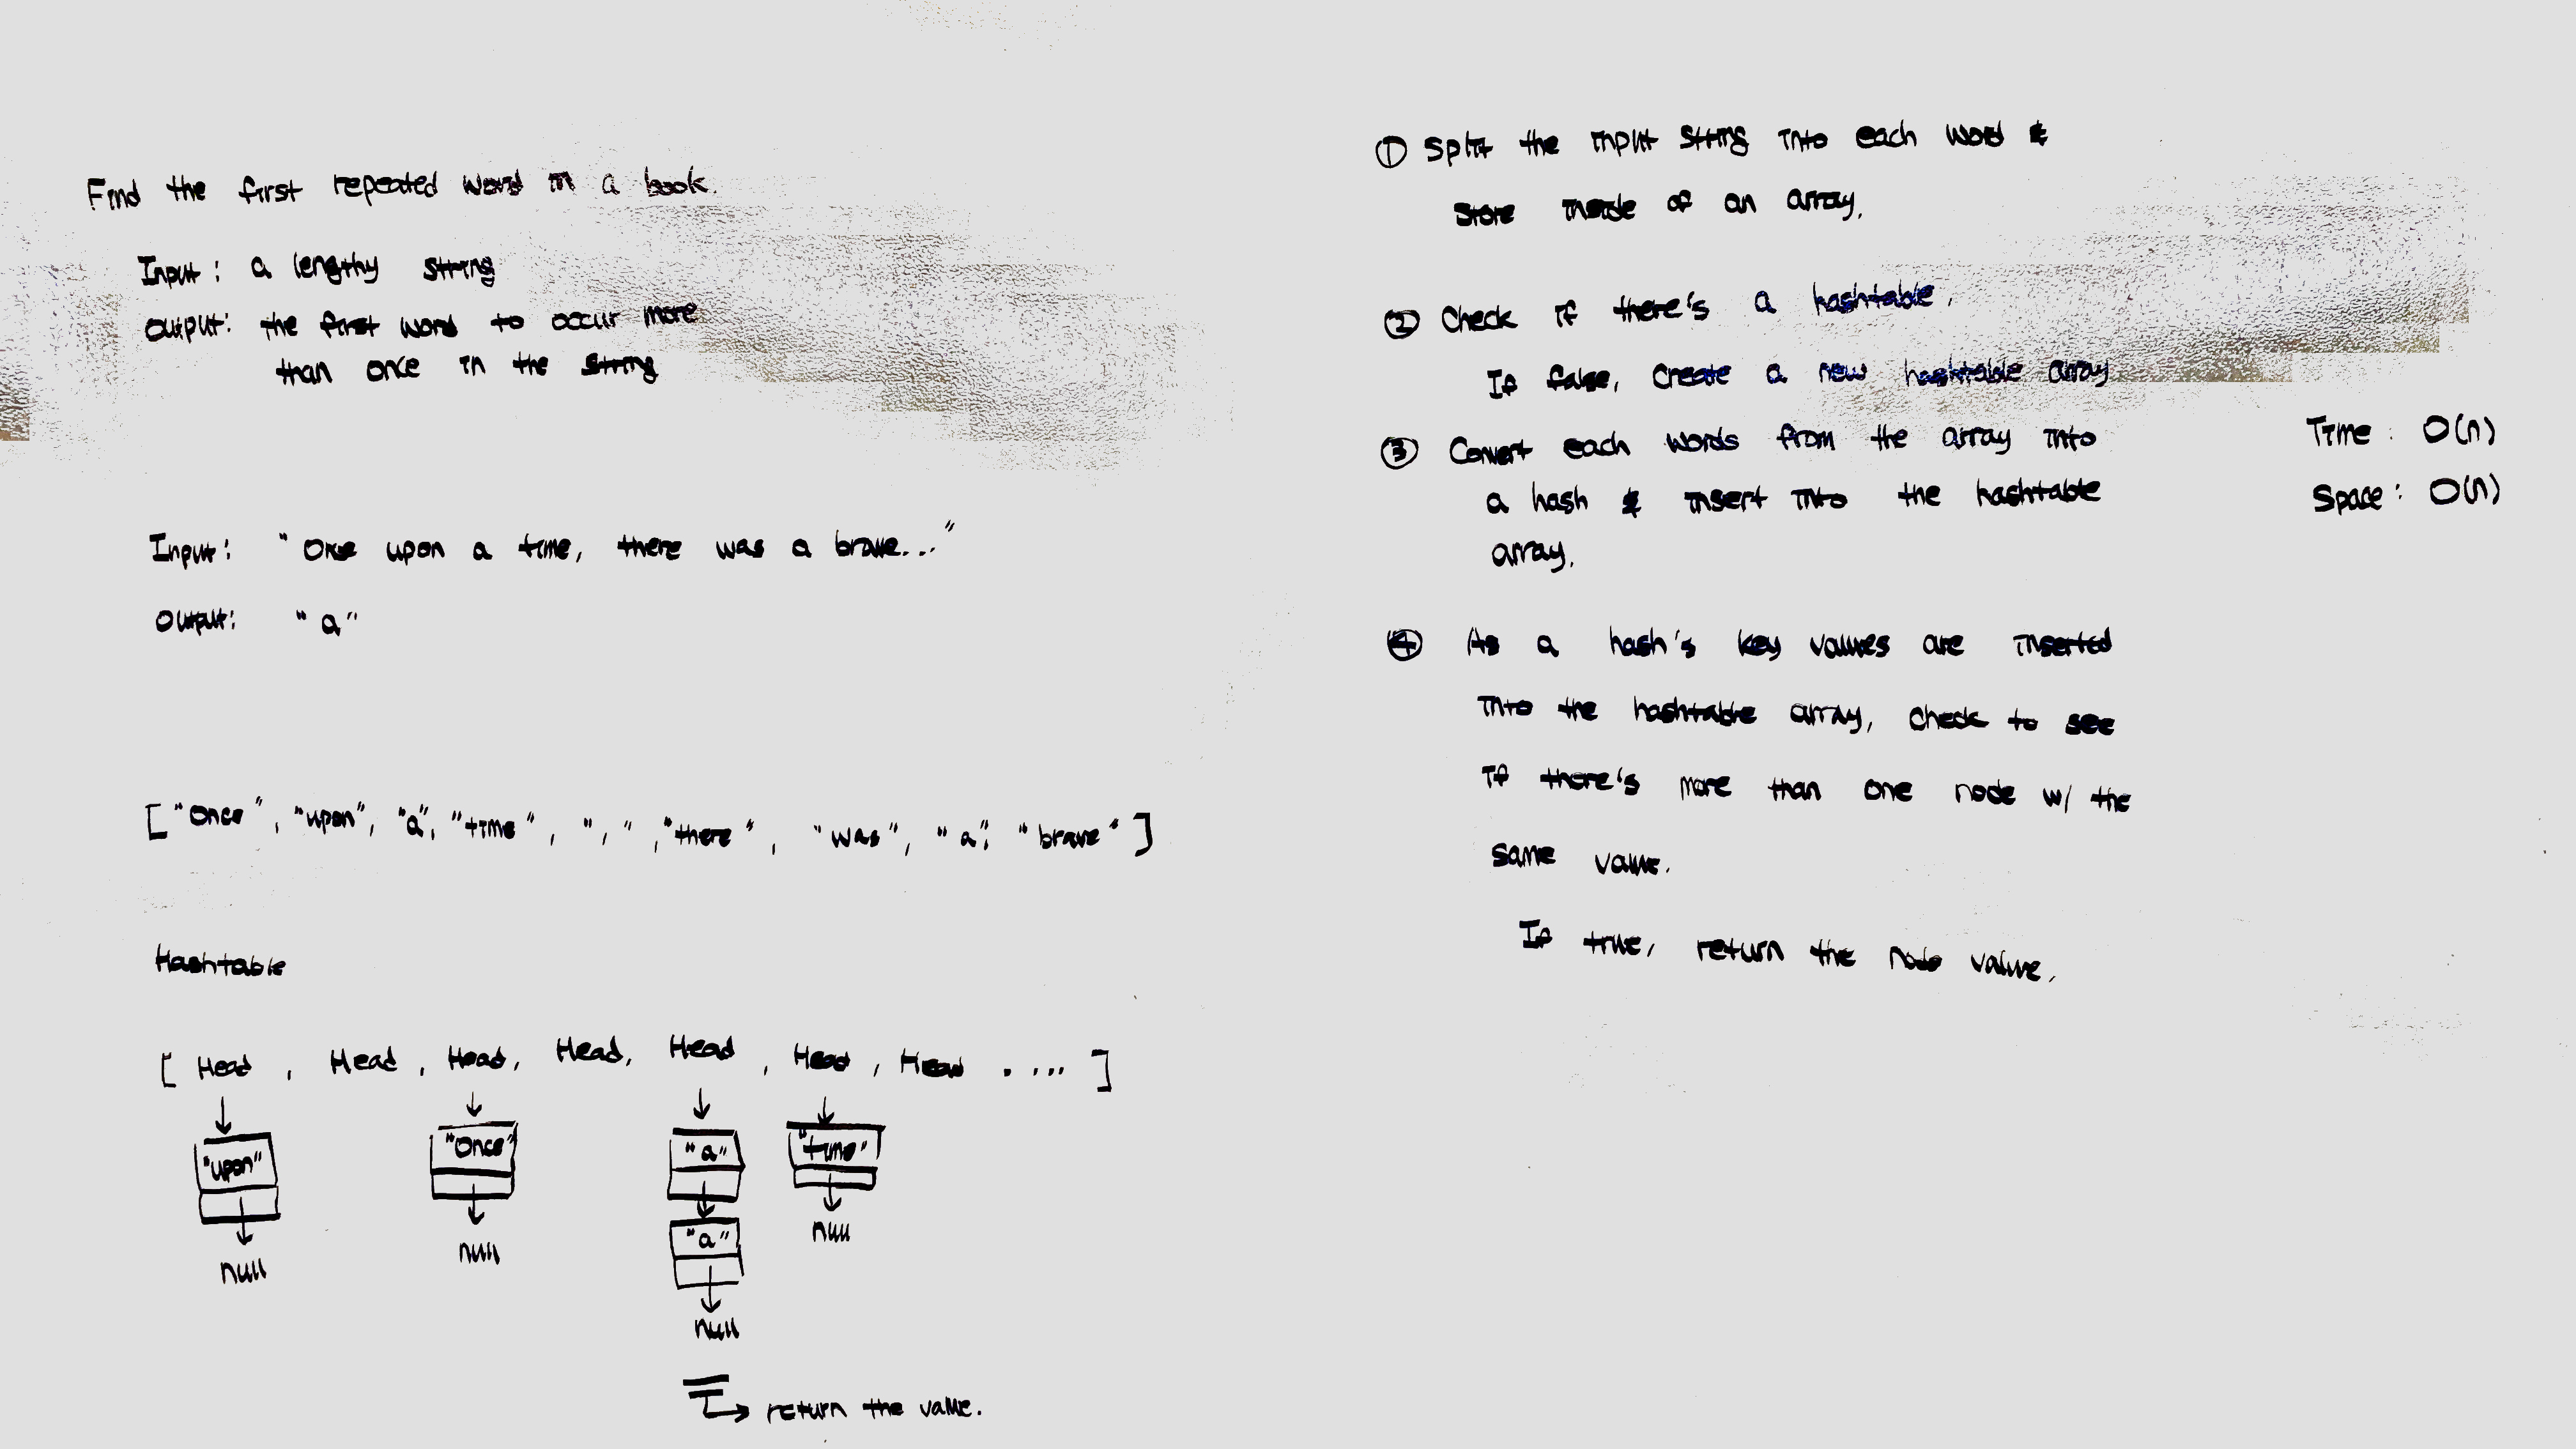 Find the first repeated word in a book.
Input: a lengthy string
Output: the first word to occur more
than once in the string
Input: "Once upon a time, there was a brave..."
Output: "a"
["Once", "upon", "a", "time", ",", "there", "was", "a", "brave"]
Hashtable
[ Head, Head, Head, Head, Head, Head, Head ..... ]
"upon" "Once" "a" "time"
"a"
null null null
null
return the value.
① Split the input string into each word &
store inside of an array.
② Check if there's a hashtable.
If false, create a new hashtable array
③ Convert each words from the array into
a hash & insert into the hashtable
array.
④ As a hash's key values are inserted
into the hashtable array, check to see
if there's more than one node w/ the
same value.
If true, return the node value.
Time: O(n)
Space: O(n)